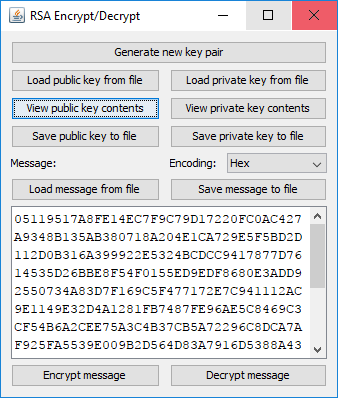 RSA Encrypt/Decrypt
Generate new key pair
Load public key from file Load private key from file
View public key contents View private key contents
Save public key to file Save private key to file
Message: Encoding: Hex
Load message from file Save message to file
05119517A8FE14EC7F9C79D17220FC0AC427
A9348B135AB380718A204E1CA729E5F5BD2D
112D0B316A399922E5324BCDCC9417877D76
14535D26BBE8F54F0155ED9EDF8680E3ADD9
2550734A83D7F169C5F477172E7C941112AC
9E1149E32D4A1281FB7487FE96AE5C8469C3
CF54B6A2CEE75A3C4B37CB5A72296C8DCA7A
F925FA5539E009B2D564D83A7916D5388A43
Encrypt message Decrypt message